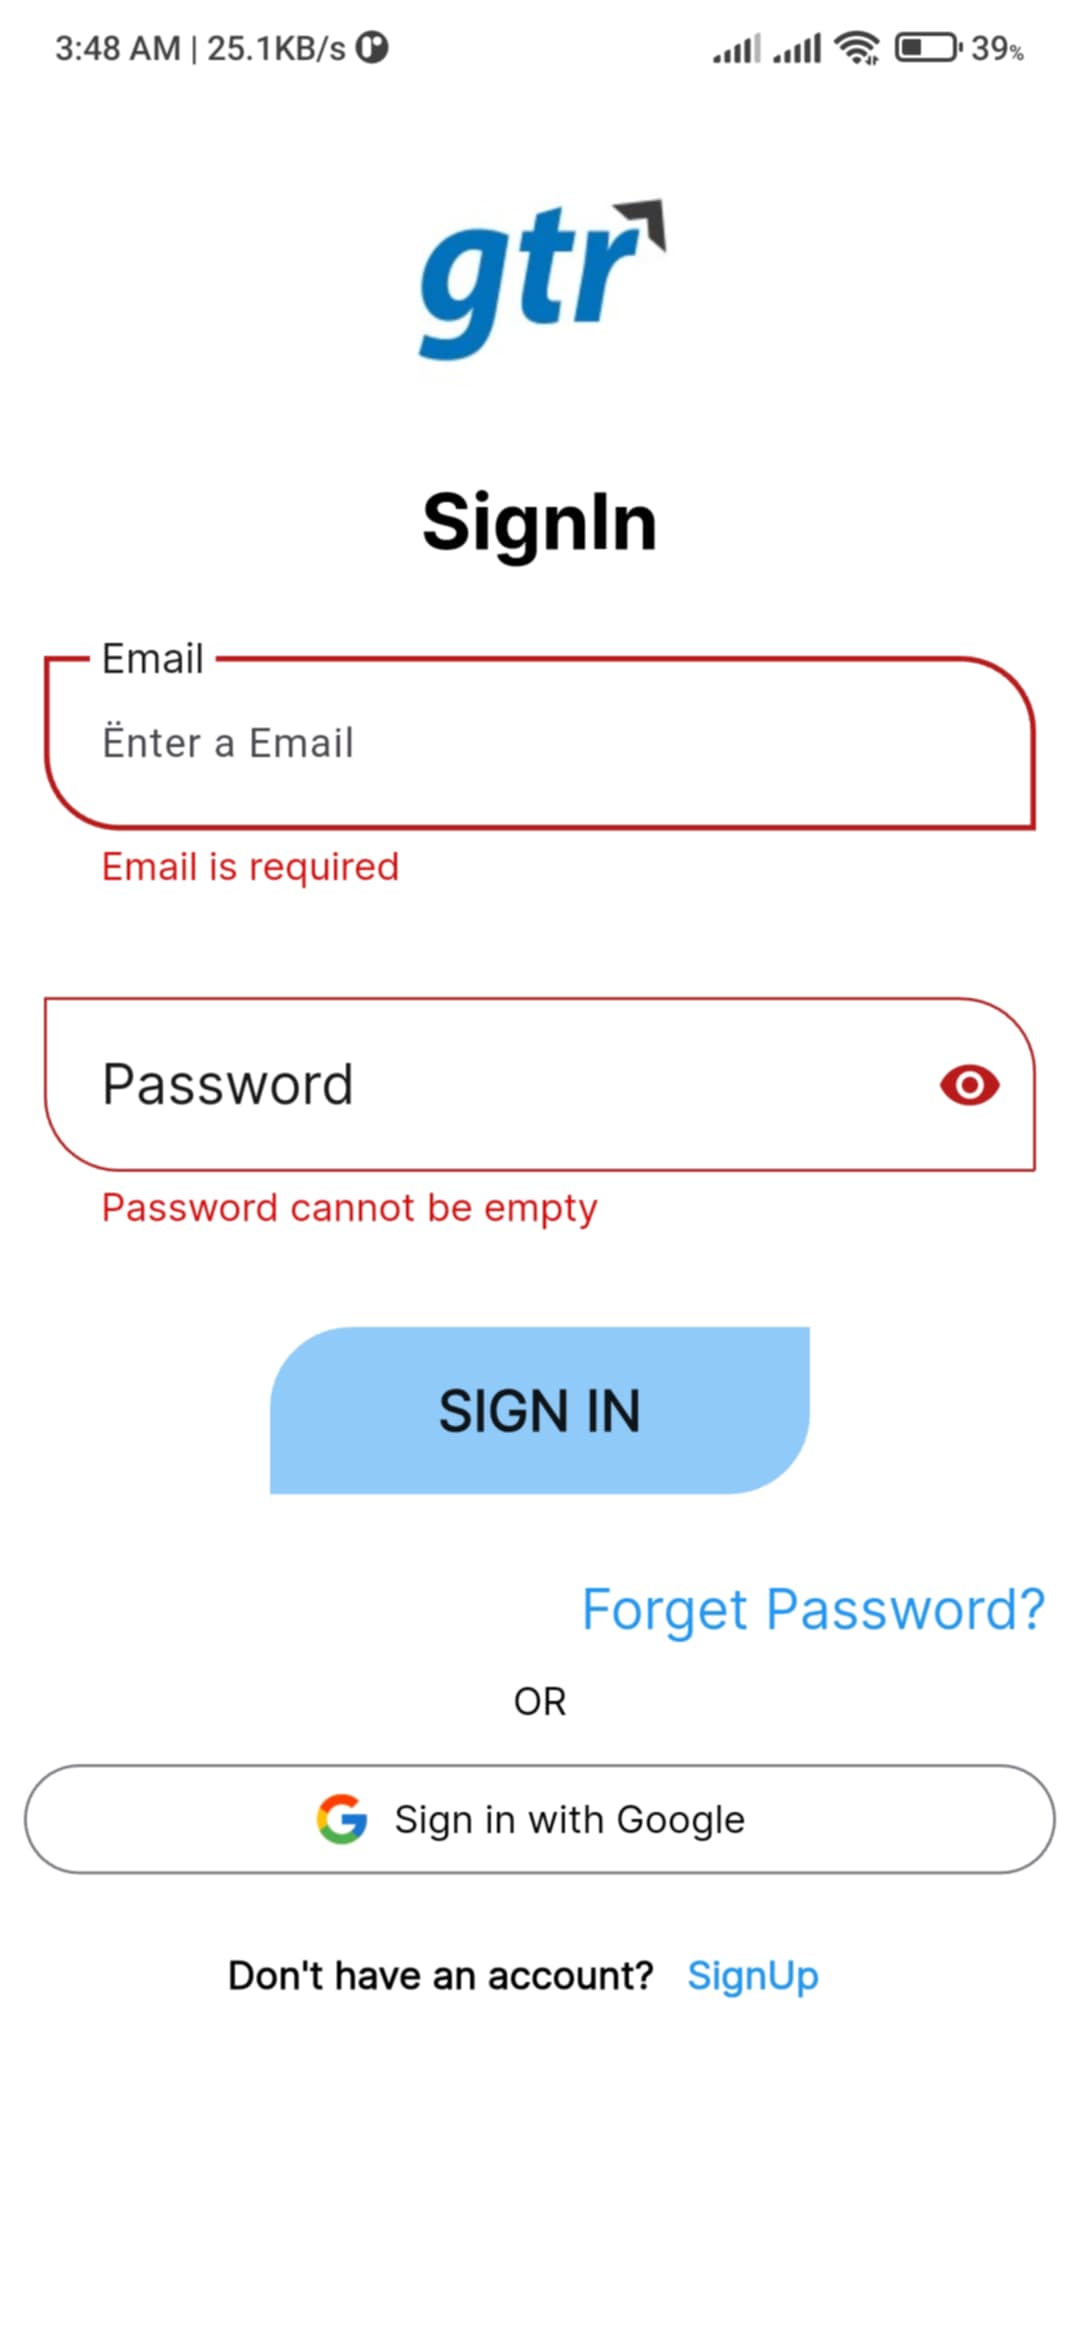 3:48 AM | 25.1KB/s 39%
gtr
SignIn
Email
Ënter a Email
Email is required
Password
Password cannot be empty
SIGN IN
Forget Password?
OR
Sign in with Google
Don't have an account? SignUp